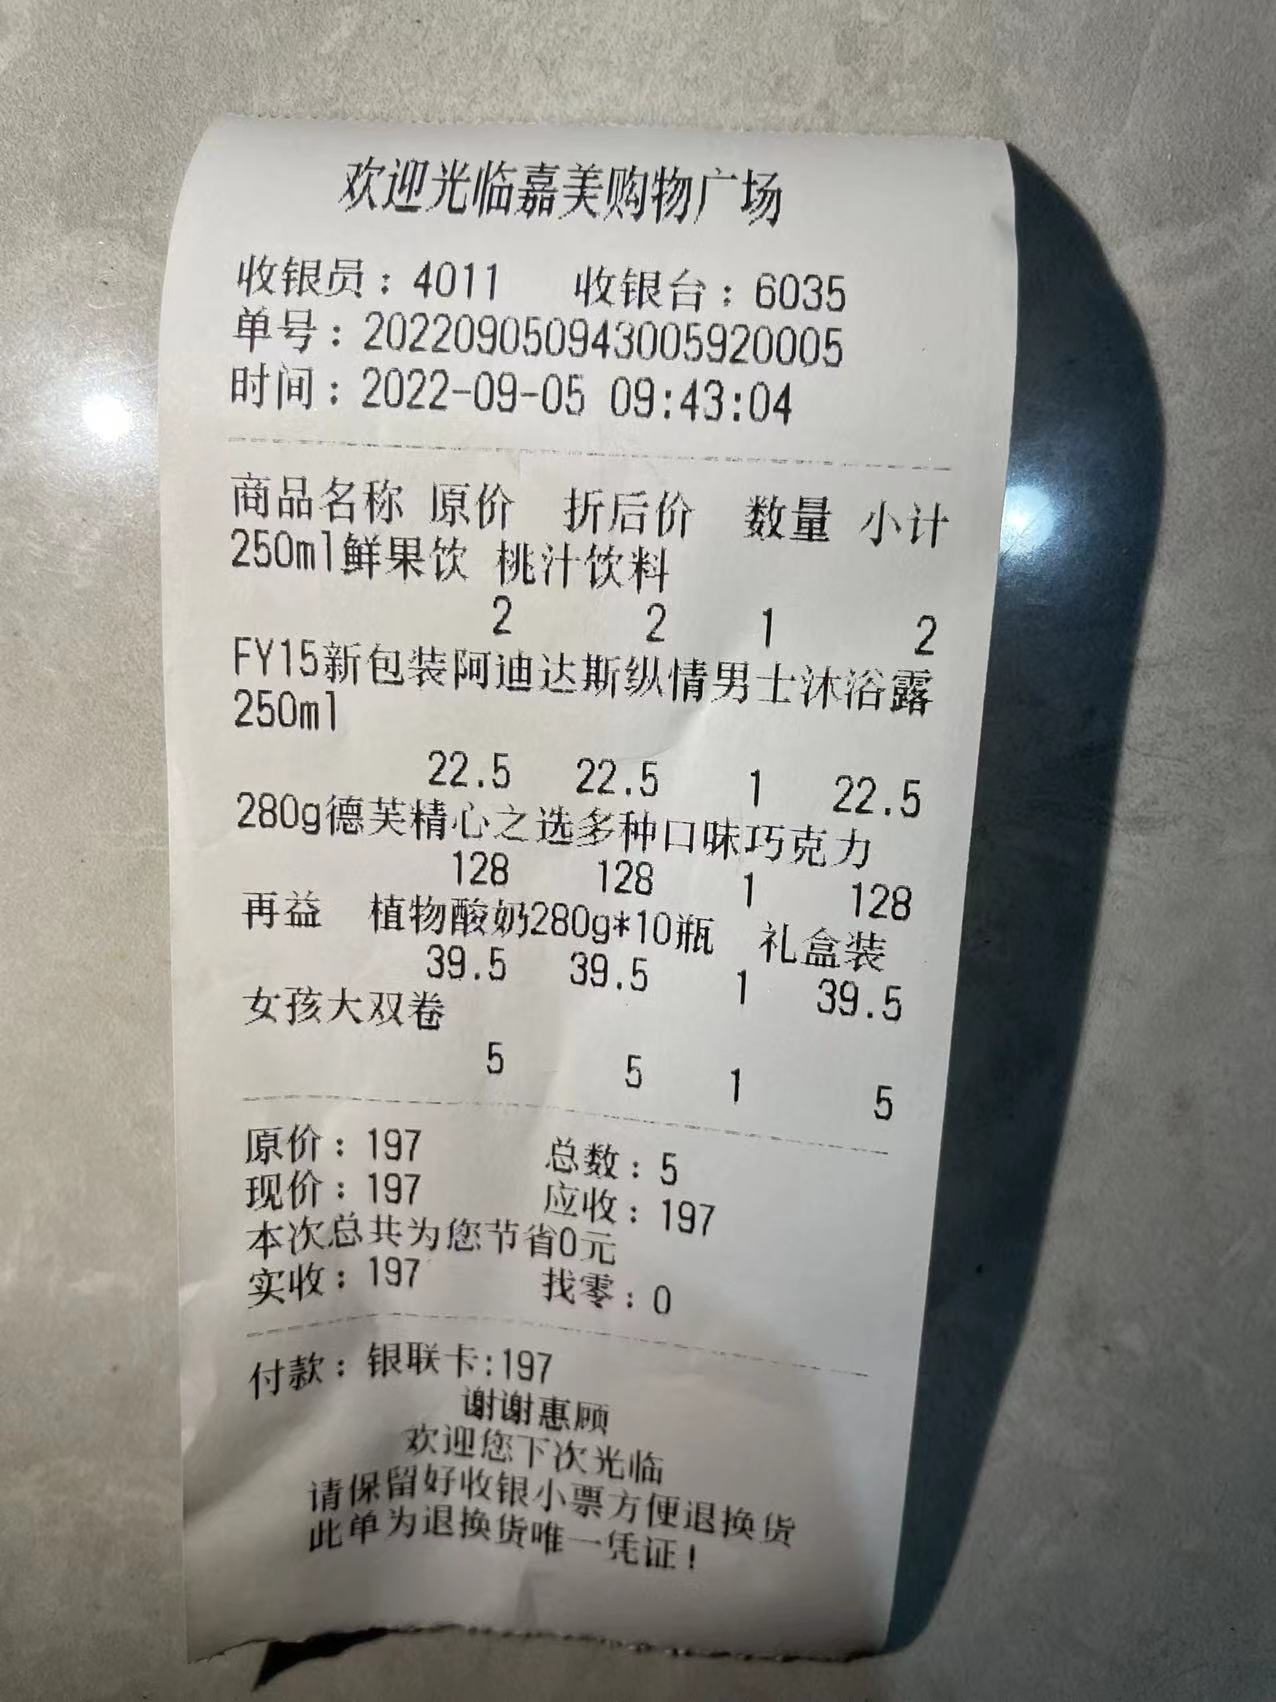 欢迎光临嘉美购物广场
收银员：4011 收银台：6035
单号：202209050943005920005
时间：2022-09-05 09:43:04
商品名称 原价 折后价 数量 小计
250ml鲜果饮 桃汁饮料
2 2 1 2
FY15新包装阿迪达斯纵情男士沐浴露
250ml
22.5 22.5 1 22.5
280g德芙精心之选多种口味巧克力
128 128 1 128
再益 植物酸奶280g*10瓶 礼盒装
39.5 39.5 1 39.5
女孩大双卷
5 5 1 5
原价：197 总数：5
现价：197 应收：197
本次总共为您节省0元
实收：197 找零：0
付款：银联卡:197
谢谢惠顾
欢迎您下次光临
请保留好收银小票方便退换货
此单为退换货唯一凭证！